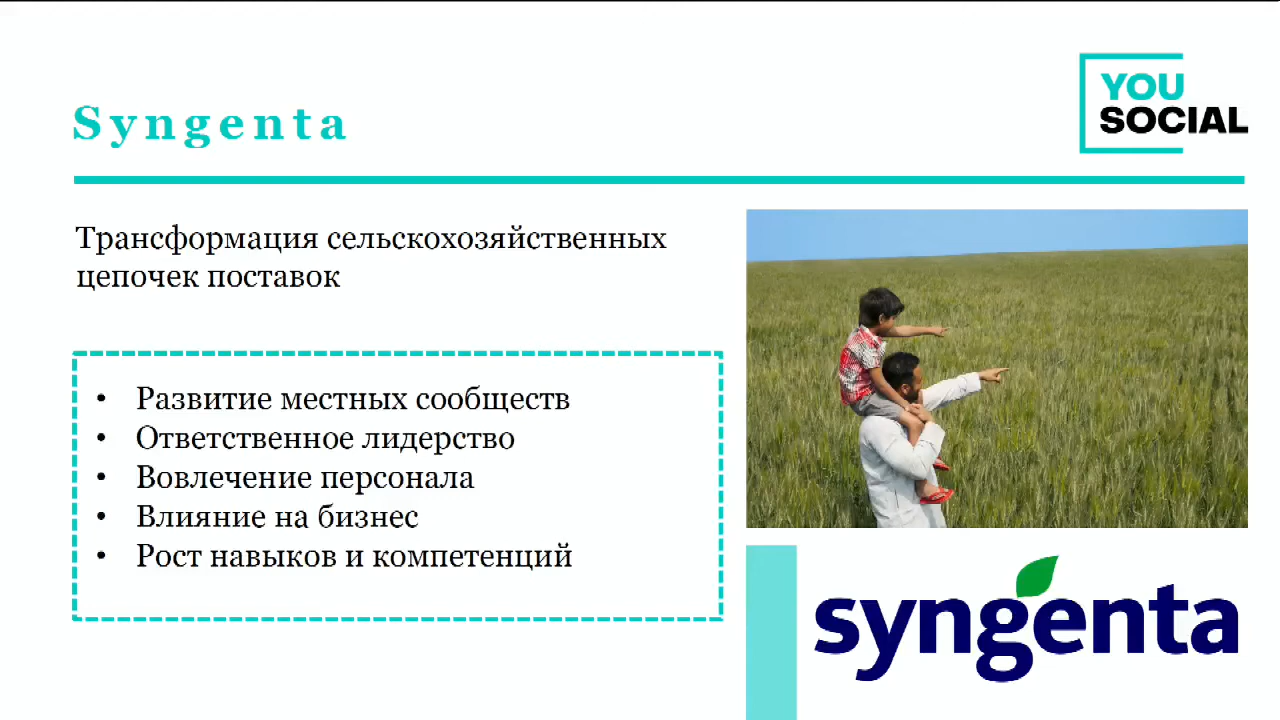 Syngenta
YOU
SOCIAL
Трансформация сельскохозяйственных
цепочек поставок
• Развитие местных сообществ
• Ответственное лидерство
• Вовлечение персонала
• Влияние на бизнес
• Рост навыков и компетенций
syngenta